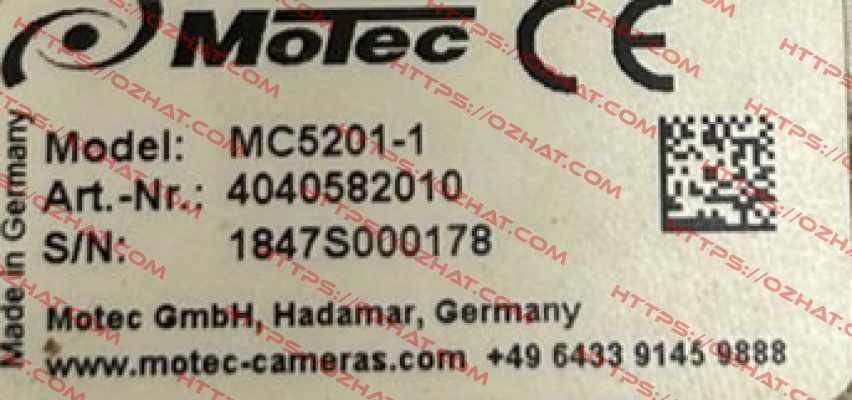 MOTEC CE
Made in Germany
Model: MC5201-1
Art.-Nr.: 4040582010
S/N: 1847S000178
Motec GmbH, Hadamar, Germany
www.motec-cameras.com +49 6433 9145 9888
HTTPS://OZHAT.COM